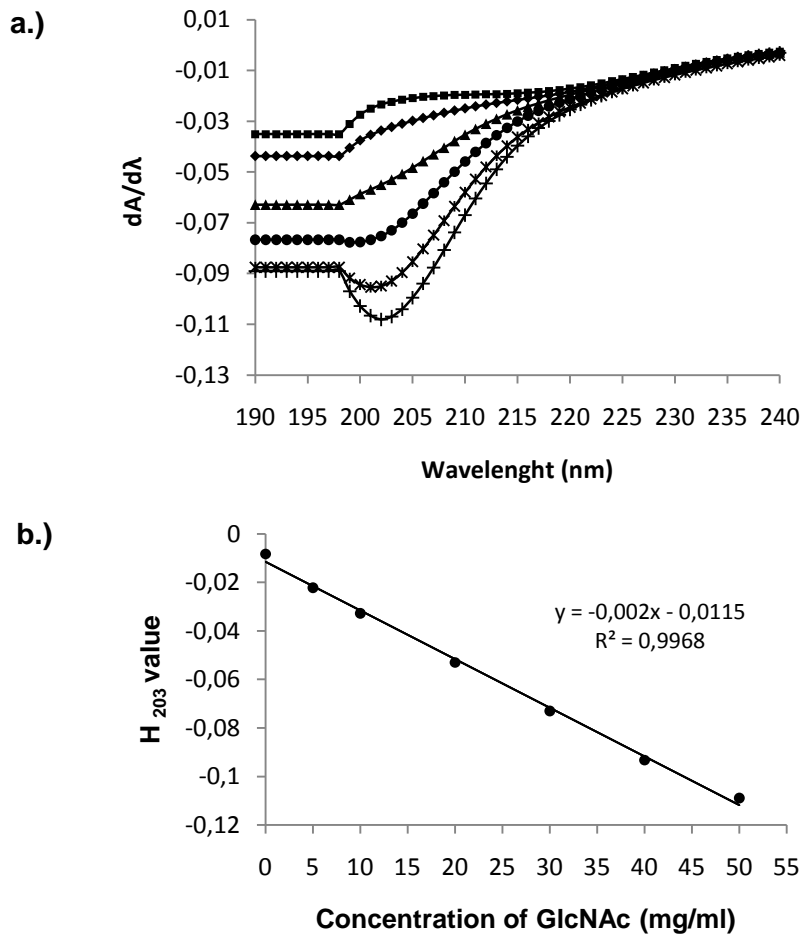 a.)
0,01
-0,01
-0,03
-0,05
-0,07
-0,09
-0,11
-0,13
dA/dλ
190 195 200 205 210 215 220 225 230 235 240
Wavelenght (nm)
b.)
0
-0,02
-0,04
-0,06
-0,08
-0,1
-0,12
H 203 value
y = -0,002x - 0,0115
R² = 0,9968
0 5 10 15 20 25 30 35 40 45 50 55
Concentration of GlcNAc (mg/ml)